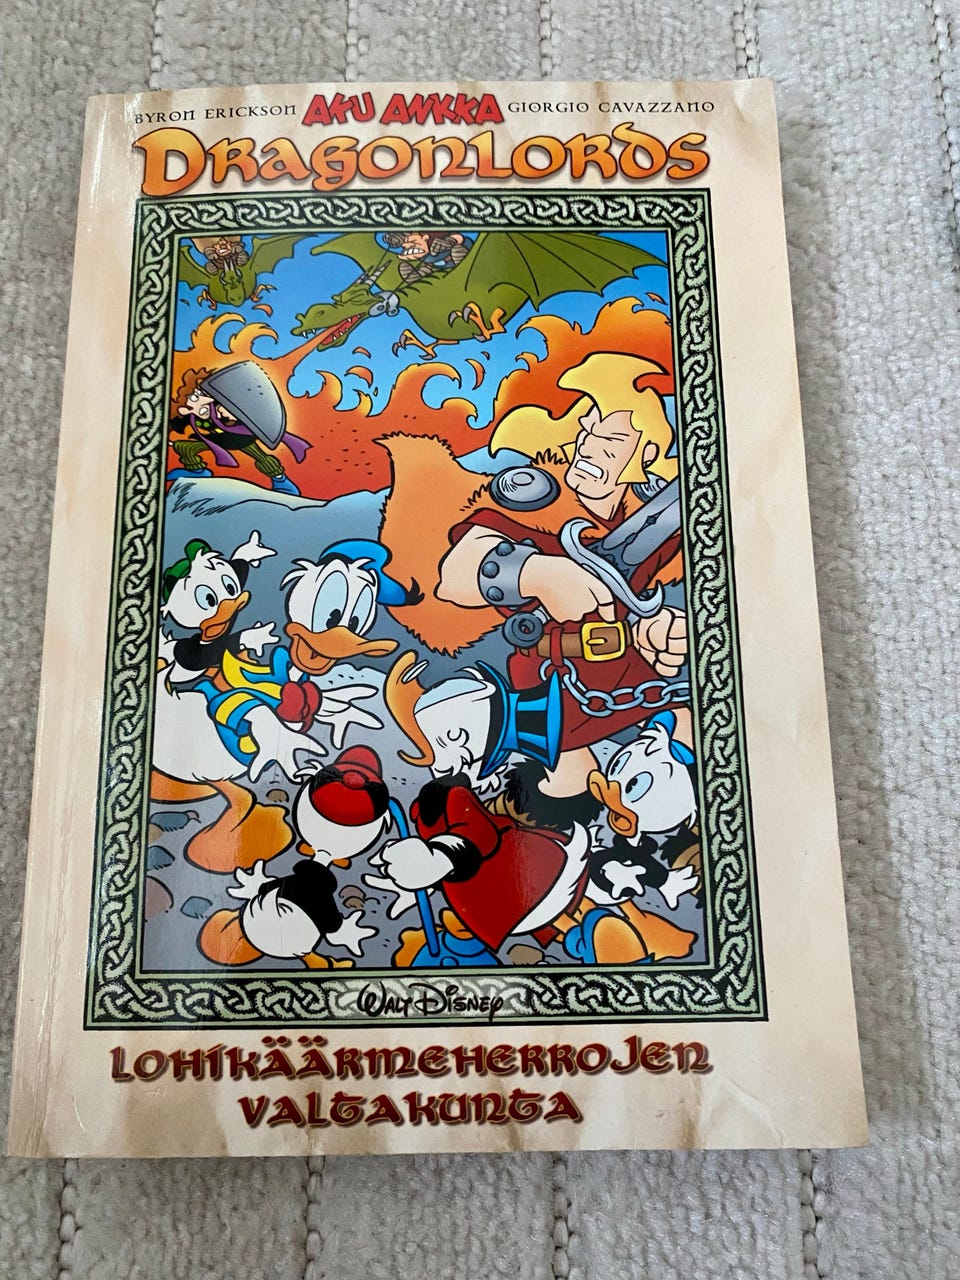 BYRON ERICKSON AKU ANKKA GIORGIO CAVAZZANO
DRAGONLORDS
WALT DISNEY
LOHIKÄÄRMEHERROJEN
VALTAKUNTA